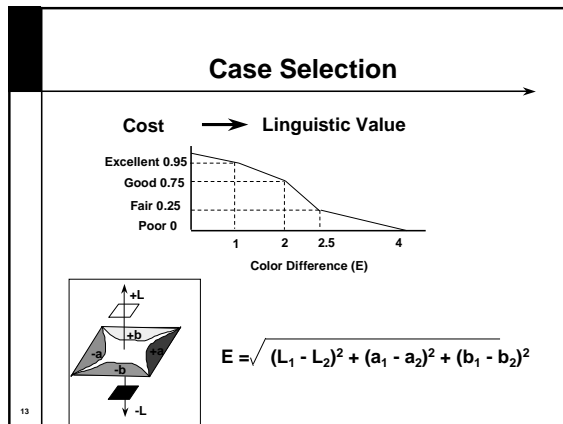 Case Selection
Cost → Linguistic Value
Excellent 0.95
Good 0.75
Fair 0.25
Poor 0
1 2 2.5 4
Color Difference (E)
+L
+b
-a +a
-b
-L
E = √ (L₁ - L₂)² + (a₁ - a₂)² + (b₁ - b₂)²
13